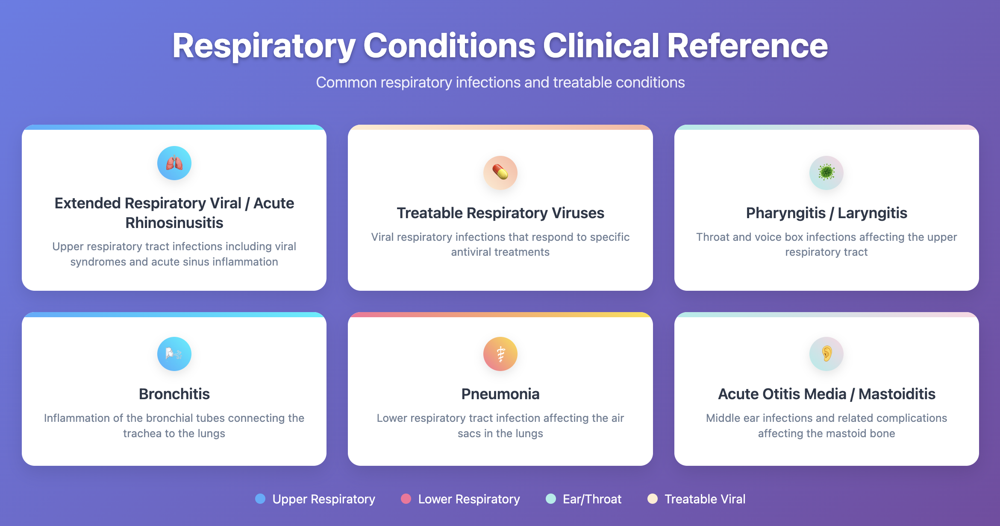 Respiratory Conditions Clinical Reference
Common respiratory infections and treatable conditions
Extended Respiratory Viral / Acute
Rhinosinusitis
Upper respiratory tract infections including viral
syndromes and acute sinus inflammation
Treatable Respiratory Viruses
Viral respiratory infections that respond to specific
antiviral treatments
Pharyngitis / Laryngitis
Throat and voice box infections affecting the upper
respiratory tract
Bronchitis
Inflammation of the bronchial tubes connecting the
trachea to the lungs
Pneumonia
Lower respiratory tract infection affecting the air
sacs in the lungs
Acute Otitis Media / Mastoiditis
Middle ear infections and related complications
affecting the mastoid bone
Upper Respiratory
Lower Respiratory
Ear/Throat
Treatable Viral